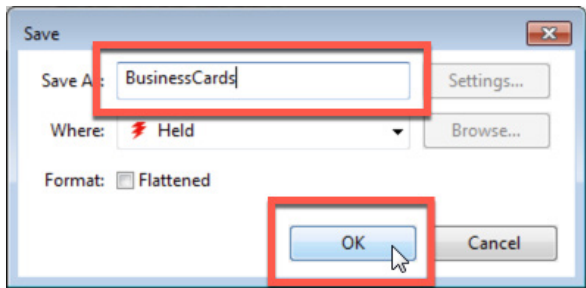 Save
Save As: BusinessCards Settings...
Where: Held Browse...
Format: Flattened
OK Cancel